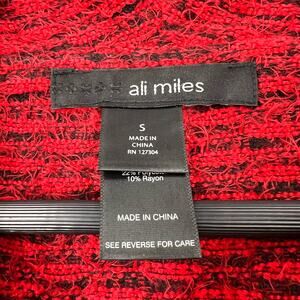 ali miles
S
MADE IN
CHINA
RN 127304
10% Rayon
MADE IN CHINA
SEE REVERSE FOR CARE